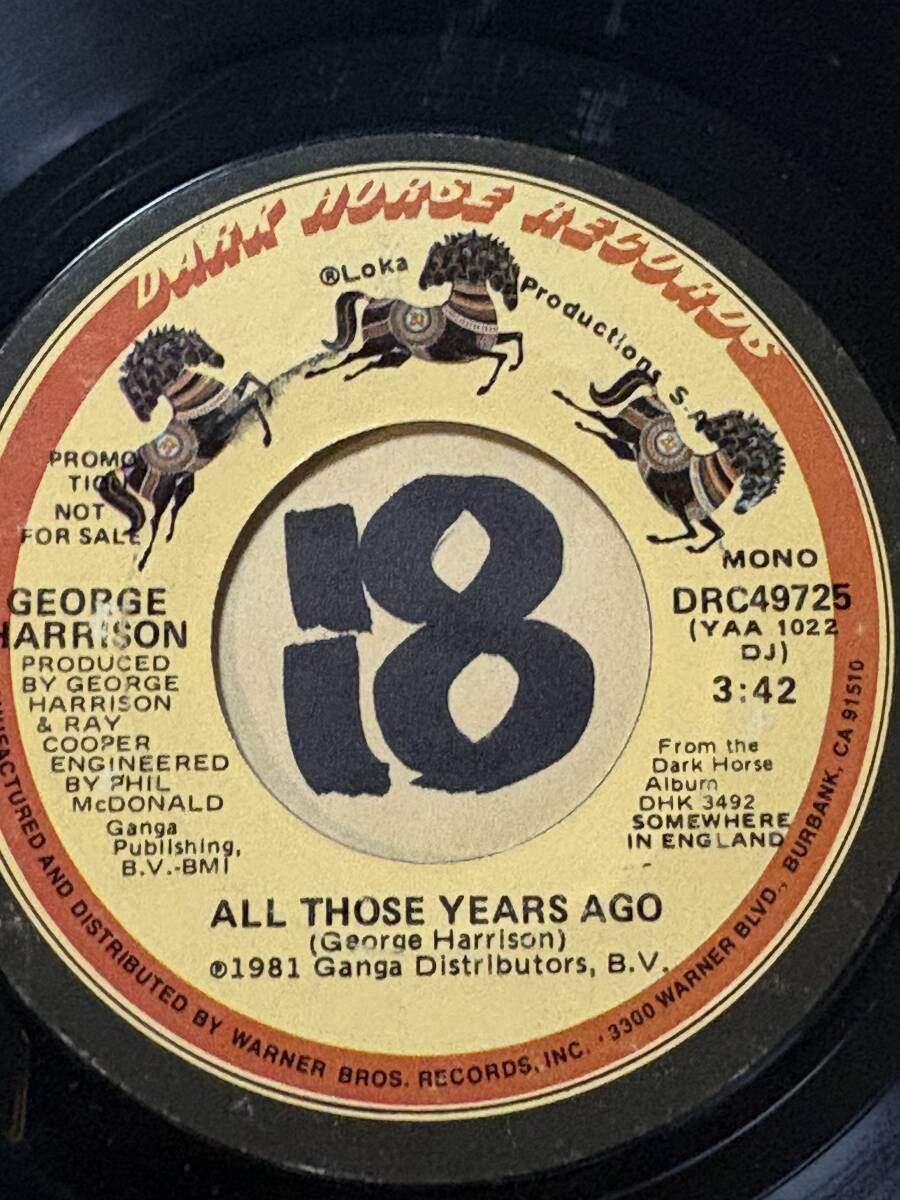 DARK HORSE RECORDS
®Loka Productions S.A.
PROMO
TION
NOT
FOR SALE
GEORGE
HARRISON
PRODUCED
BY GEORGE
HARRISON
& RAY
COOPER
ENGINEERED
BY PHIL
McDONALD
Ganga
Publishing,
B.V.-BMI
18
18
MONO
DRC49725
(YAA 1022
DJ)
3:42
From the
Dark Horse
Album
DHK 3492
SOMEWHERE
IN ENGLAND
ALL THOSE YEARS AGO
(George Harrison)
℗1981 Ganga Distributors, B.V.
MANUFACTURED AND DISTRIBUTED BY WARNER BROS. RECORDS, INC. · 3300 WARNER BLVD., BURBANK, CA 91510